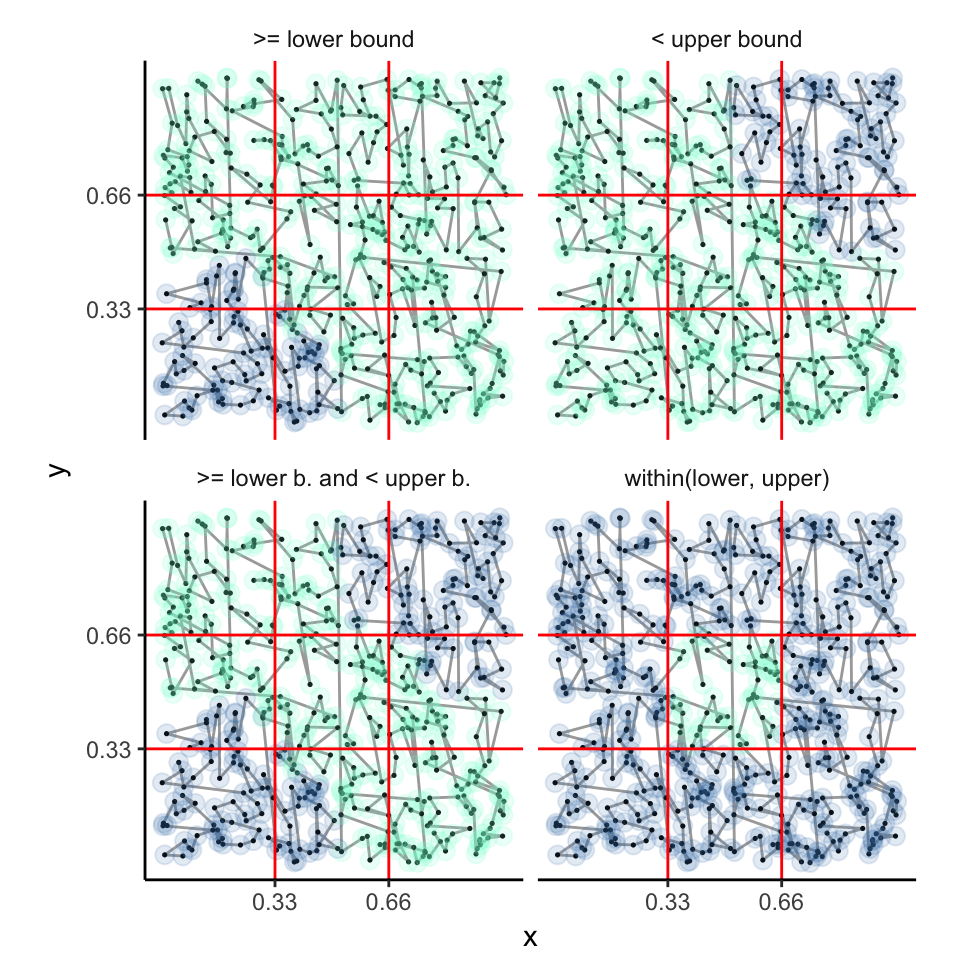 >= lower bound
< upper bound
0.66
0.33
y
>= lower b. and < upper b.
within(lower, upper)
0.66
0.33
0.33
0.66
0.33
0.66
x